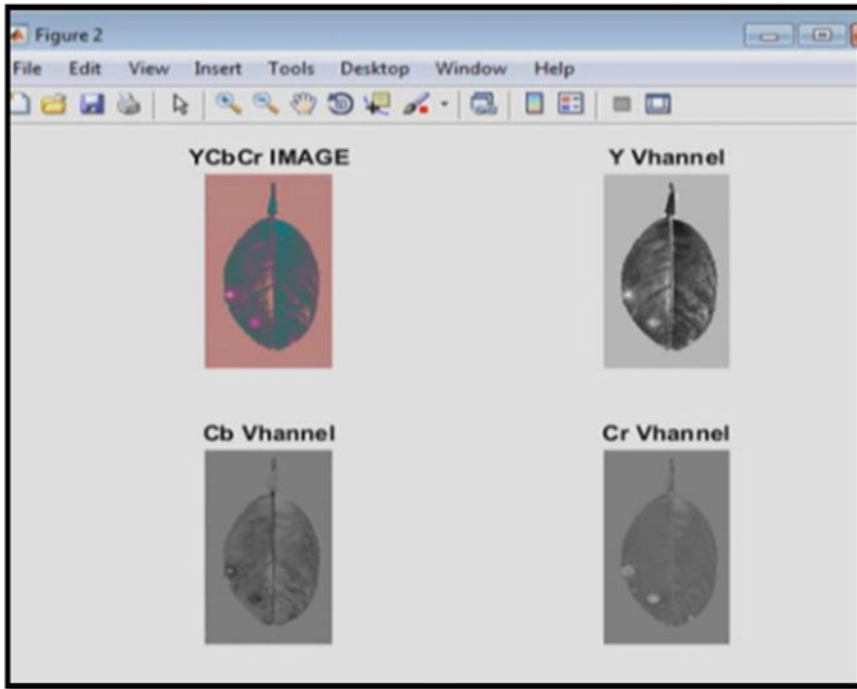 Figure 2
File Edit View Insert Tools Desktop Window Help
YCbCr IMAGE
Y Vhannel
Cb Vhannel
Cr Vhannel